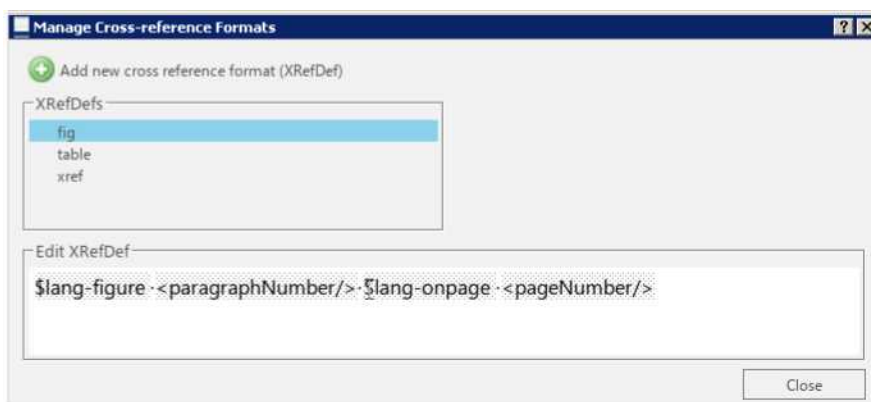 Manage Cross-reference Formats
Add new cross reference format (XRefDef)
XRefDefs
fig
table
xref
Edit XRefDef
$lang-figure ·<paragraphNumber/>·$lang-onpage ·<pageNumber/>
Close